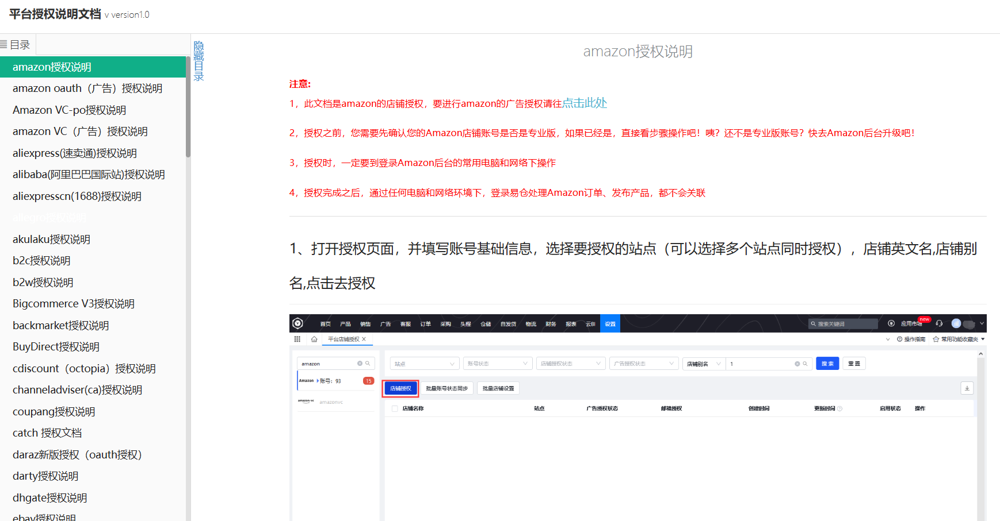 平台授权说明文档 v version1.0
目录
隐藏目录
amazon授权说明
amazon oauth（广告）授权说明
Amazon VC-po授权说明
amazon VC（广告）授权说明
aliexpress(速卖通)授权说明
alibaba(阿里巴巴国际站)授权说明
aliexpresscn(1688)授权说明
allegro授权说明
akulaku授权说明
b2c授权说明
b2w授权说明
Bigcommerce V3授权说明
backmarket授权说明
BuyDirect授权说明
cdiscount（octopia）授权说明
channeladviser(ca)授权说明
coupang授权说明
catch 授权文档
daraz新版授权（oauth授权）
darty授权说明
dhgate授权说明
ebay授权说明
amazon授权说明
注意:
1，此文档是amazon的店铺授权，要进行amazon的广告授权请往点击此处
2，授权之前，您需要先确认您的Amazon店铺账号是否是专业版，如果已经是，直接看步骤操作吧！咦？还不是专业版账号？快去Amazon后台升级吧！
3，授权时，一定要到登录Amazon后台的常用电脑和网络下操作
4，授权完成之后，通过任何电脑和网络环境下，登录易仓处理Amazon订单、发布产品，都不会关联
1、打开授权页面，并填写账号基础信息，选择要授权的站点（可以选择多个站点同时授权），店铺英文名,店铺别
名,点击去授权
首页 产品 销售 广告 客服 订单 采购 头程 仓储 自发货 物流 财务 报表 云BI 设置 搜索关键词 应用市场 new
平台店铺授权 操作指南 常用功能收藏夹
amazon 站点 账号状态 店铺授权状态 广告授权状态 店铺别名 1 搜索 重置
Amazon 账号：93 15
店铺授权 批量账号状态同步 批量店铺设置
amazon-vc amazonvc
店铺名称 站点 广告授权状态 邮箱授权 创建时间 更新时间 启用状态 操作